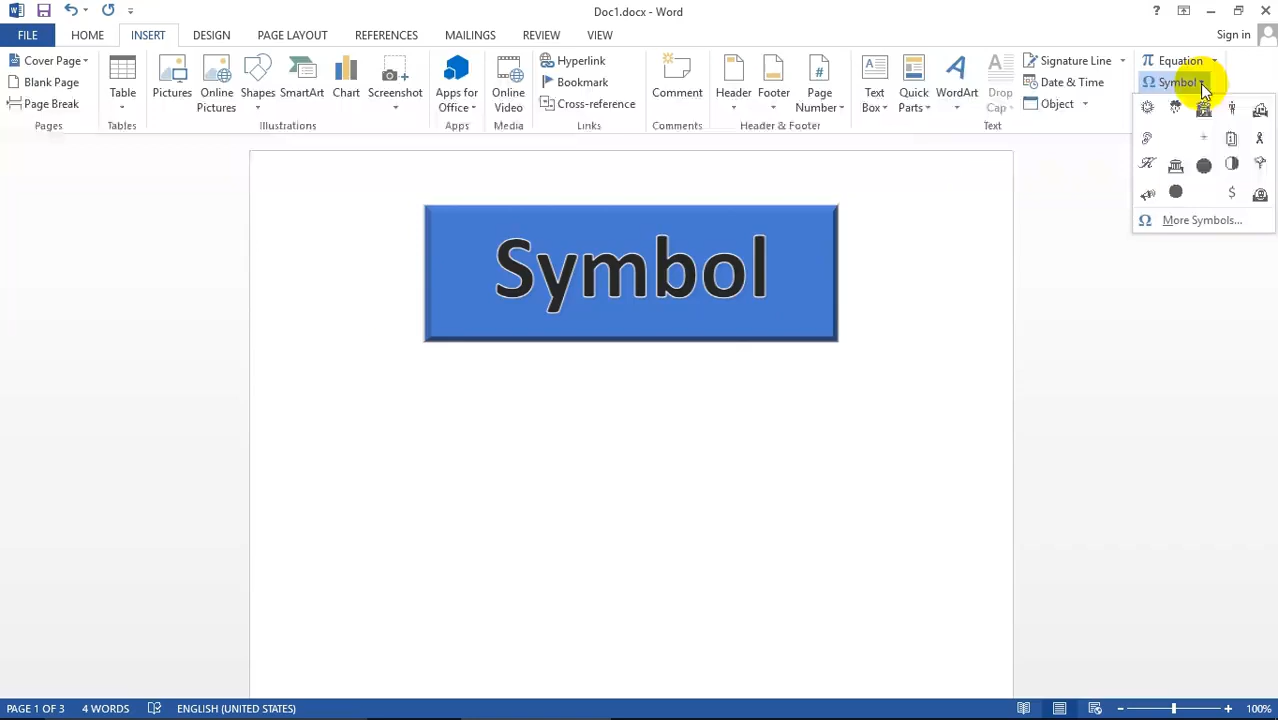 Doc1.docx - Word
?
FILE HOME INSERT DESIGN PAGE LAYOUT REFERENCES MAILINGS REVIEW VIEW Sign in
Cover Page
Blank Page
Page Break
Pages
Table
Tables
Pictures
Online Pictures
Shapes
SmartArt
Chart
Screenshot
Illustrations
Apps for Office
Apps
Online Video
Media
Hyperlink
Bookmark
Cross-reference
Links
Comment
Comments
Header
Footer
Page Number
Header & Footer
Text Box
Quick Parts
WordArt
Drop Cap
Signature Line
Date & Time
Object
Text
π Equation
Ω Symbol
$
Ω More Symbols...
Symbol
PAGE 1 OF 3 4 WORDS ENGLISH (UNITED STATES) 100%